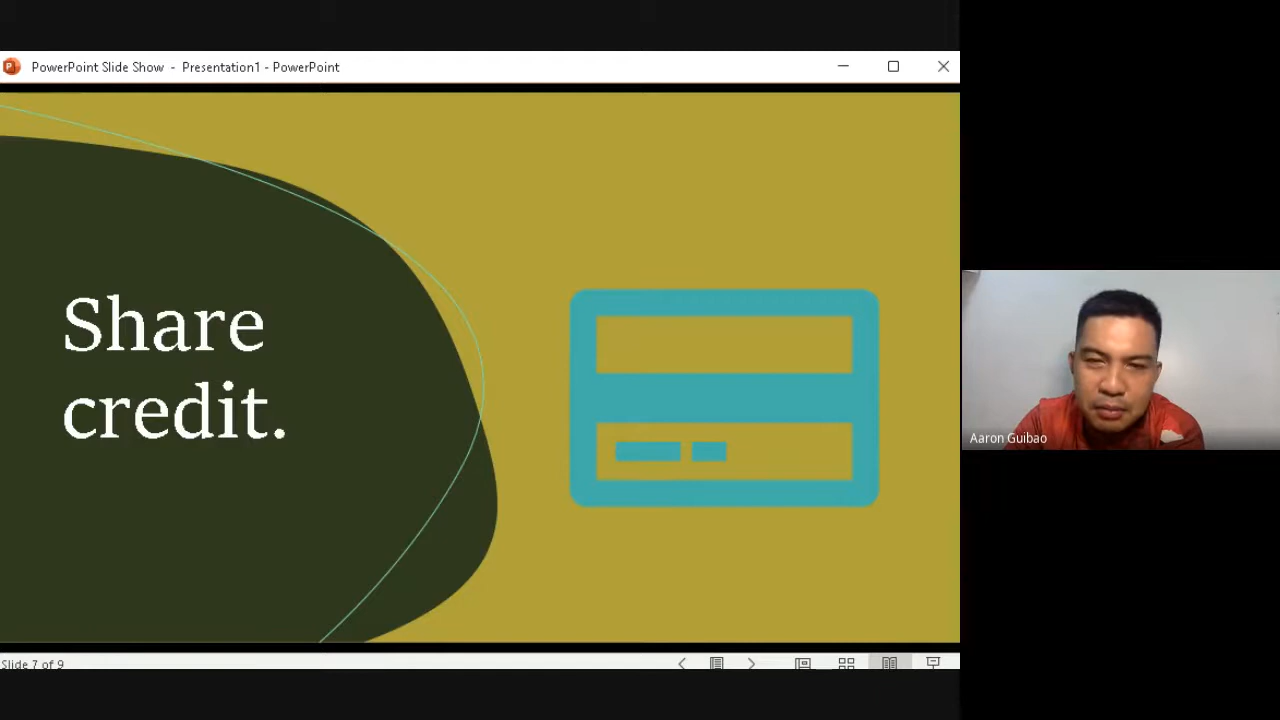 PowerPoint Slide Show - Presentation1 - PowerPoint
Share
credit.
Aaron Guibao
Slide 7 of 9